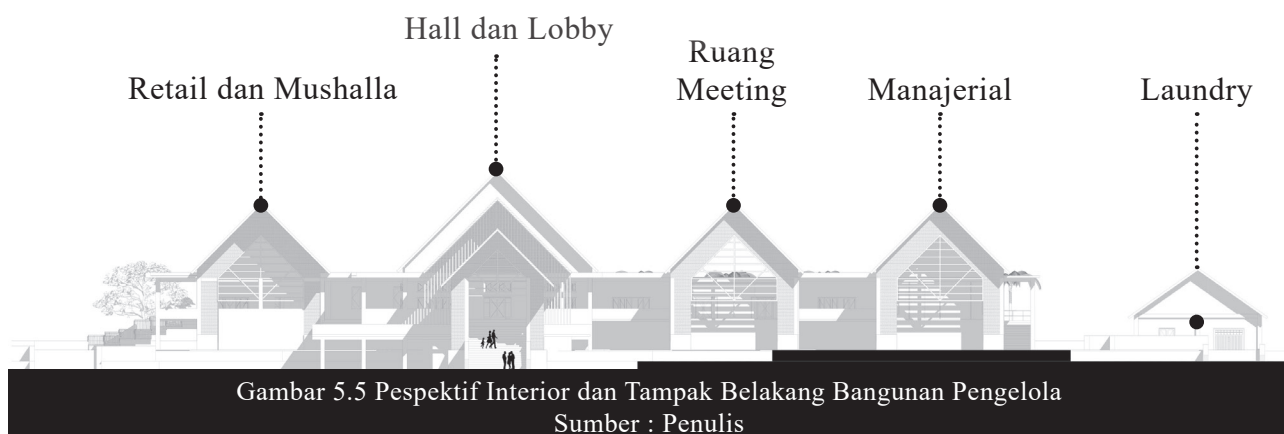 Hall dan Lobby
Retail dan Mushalla
Ruang
Meeting
Manajerial
Laundry
Gambar 5.5 Pespektif Interior dan Tampak Belakang Bangunan Pengelola
Sumber : Penulis